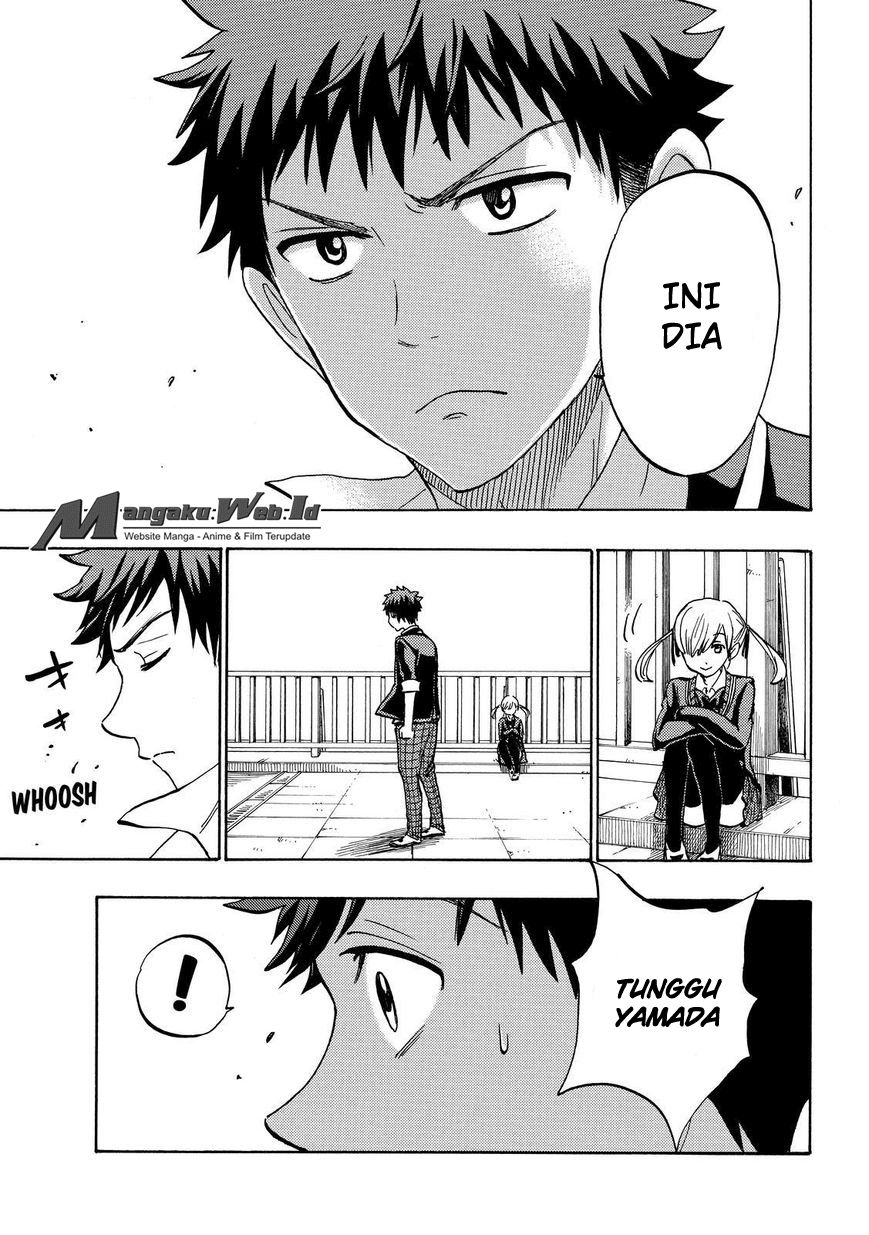 INI
DIA
Mangaku.Web.Id
Website Manga - Anime & Film Terupdate
WHOOSH
!
TUNGGU
YAMADA